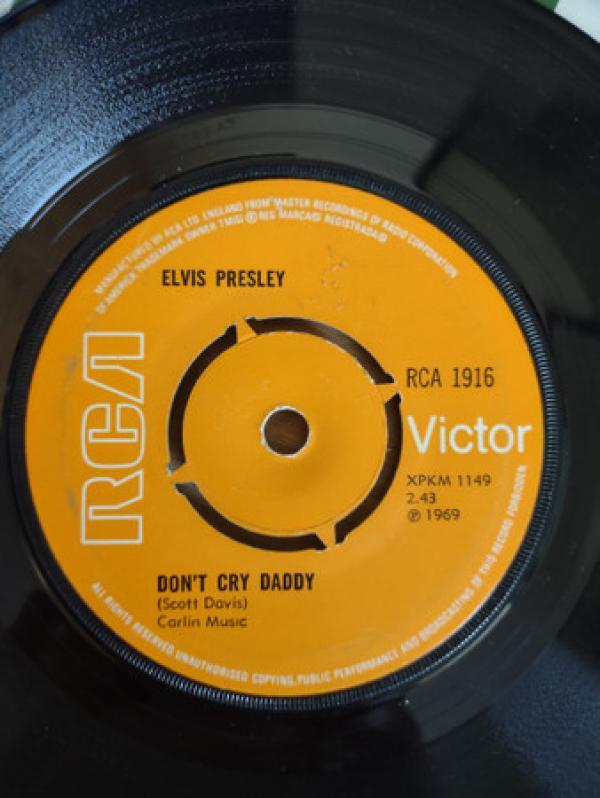 MANUFACTURED BY RCA LTD. ENGLAND FROM MASTER RECORDINGS OF RADIO CORPORATION
OF AMERICA TRADEMARK OWNER TM(S) ® REG MARCA(S) REGISTRADA(S)
ELVIS PRESLEY
RCA
RCA 1916
Victor
XPKM 1149
2.43
℗ 1969
DON'T CRY DADDY
(Scott Davis)
Carlin Music
ALL RIGHTS RESERVED UNAUTHORISED COPYING, PUBLIC PERFORMANCE AND BROADCASTING OF THIS RECORD FORBIDDEN